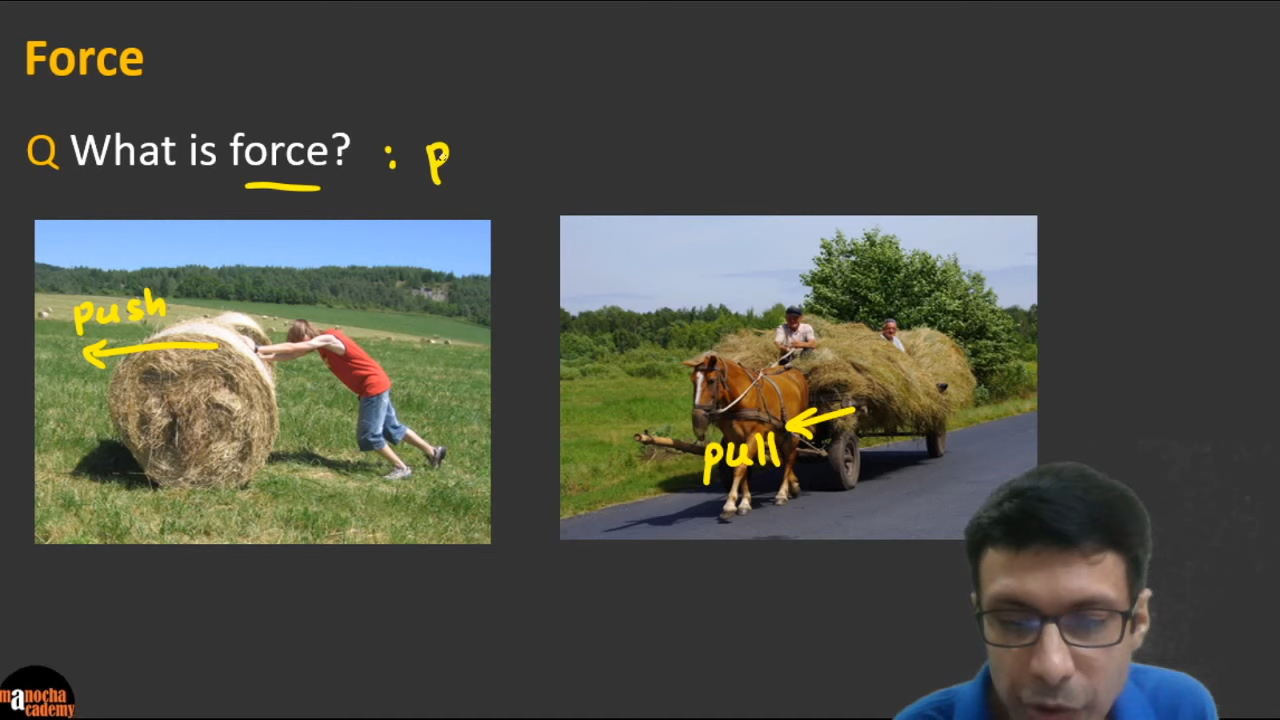 Force
Q What is force? : p
push
pull
manocha
academy